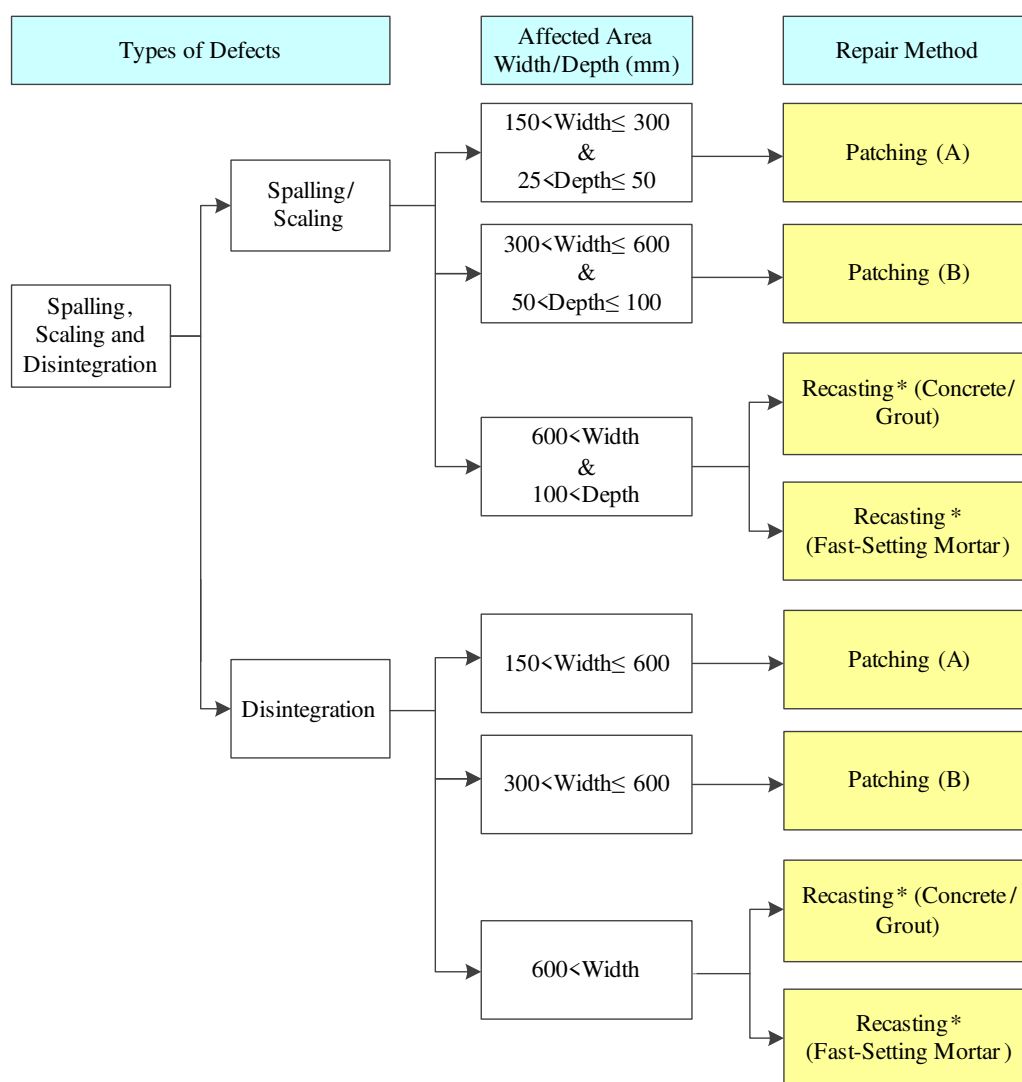 Types of Defects
Affected Area
Width/Depth (mm)
Repair Method
Spalling,
Scaling and
Disintegration
Spalling/
Scaling
150<Width≤ 300
&
25<Depth≤ 50
Patching (A)
300<Width≤ 600
&
50<Depth≤ 100
Patching (B)
600<Width
&
100<Depth
Recasting* (Concrete/
Grout)
Recasting*
(Fast-Setting Mortar)
Disintegration
150<Width≤ 600
Patching (A)
300<Width≤ 600
Patching (B)
600<Width
Recasting* (Concrete/
Grout)
Recasting*
(Fast-Setting Mortar)